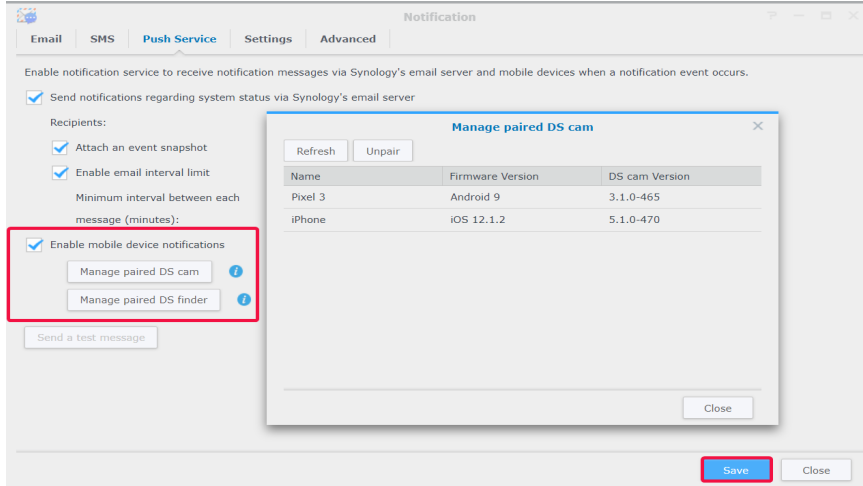 Notification
Email SMS Push Service Settings Advanced
Enable notification service to receive notification messages via Synology's email server and mobile devices when a notification event occurs.
Send notifications regarding system status via Synology's email server
Recipients:
Attach an event snapshot
Enable email interval limit
Minimum interval between each
message (minutes):
Enable mobile device notifications
Manage paired DS cam
Manage paired DS finder
Send a test message
Manage paired DS cam
Refresh Unpair
Name Firmware Version DS cam Version
Pixel 3 Android 9 3.1.0-465
iPhone iOS 12.1.2 5.1.0-470
Close
Save Close